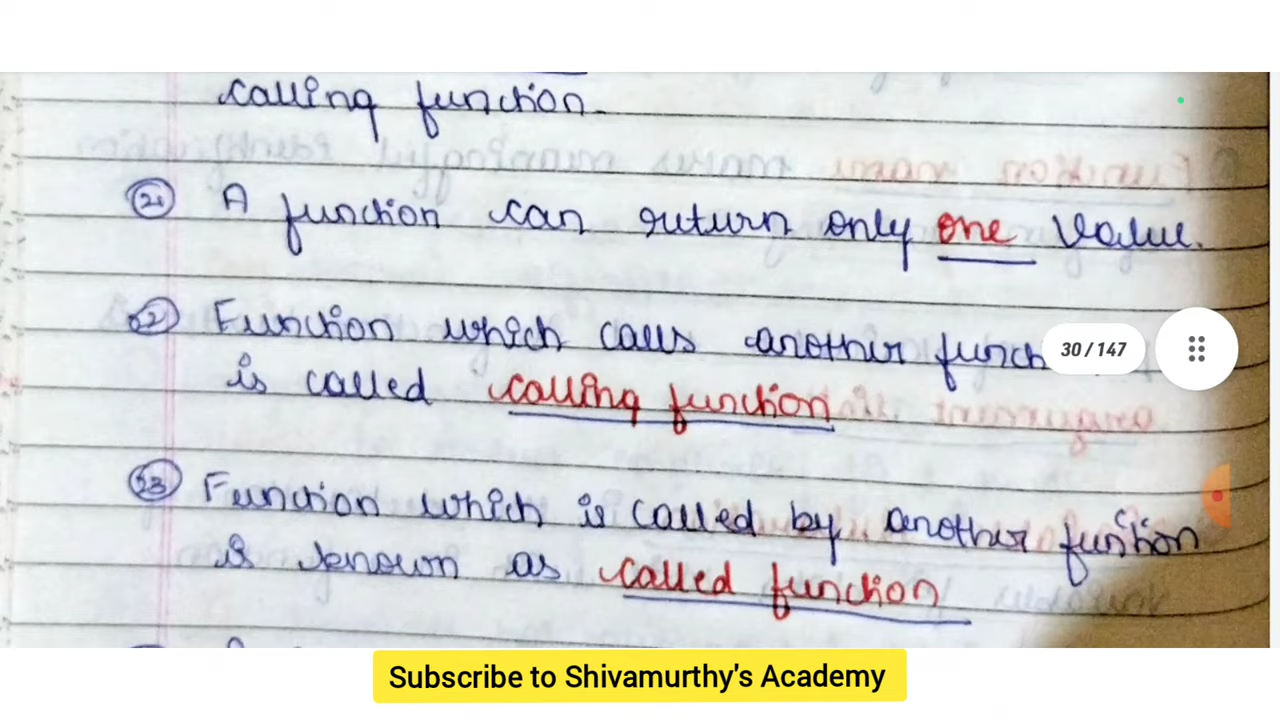 calling function.
21 A function can return only one value.
22 Function which calls another funct
is called calling function
23 Function which is called by another function
is known as called function
30 / 147
Subscribe to Shivamurthy's Academy